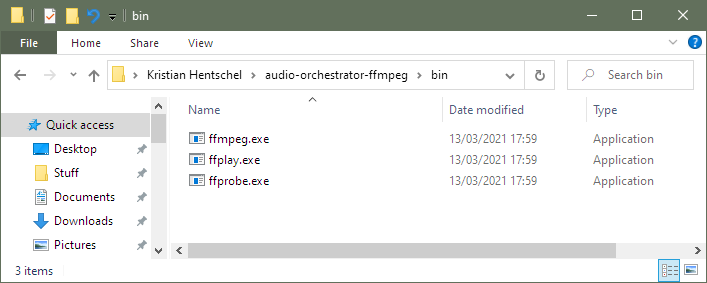 bin
File Home Share View
Kristian Hentschel audio-orchestrator-ffmpeg bin Search bin
Name Date modified Type
Quick access
Desktop
Stuff
Documents
Downloads
Pictures
ffmpeg.exe 13/03/2021 17:59 Application
ffplay.exe 13/03/2021 17:59 Application
ffprobe.exe 13/03/2021 17:59 Application
3 items